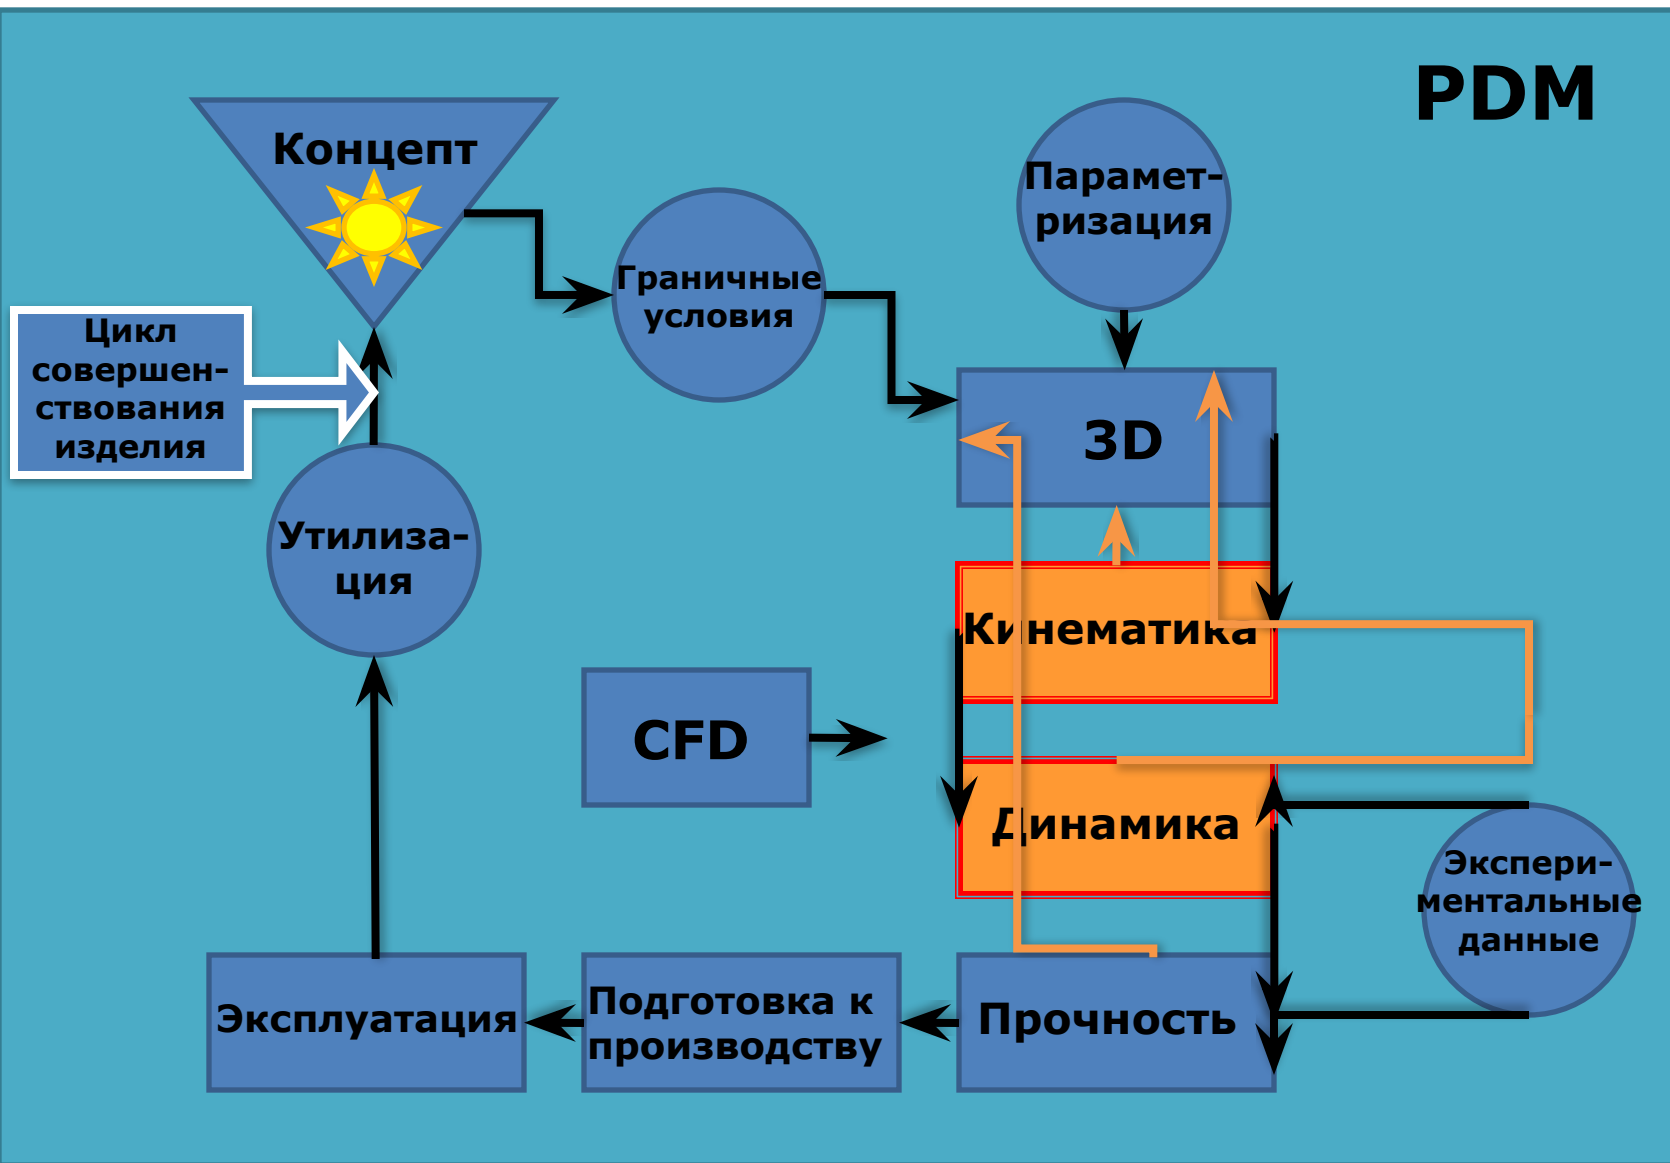 PDM
Концепт
Парамет-
ризация
Граничные
условия
Цикл
совершен-
ствования
изделия
3D
Утилиза-
ция
Кинематика
CFD
Динамика
Экспери-
ментальные
данные
Эксплуатация
Подготовка к
производству
Прочность